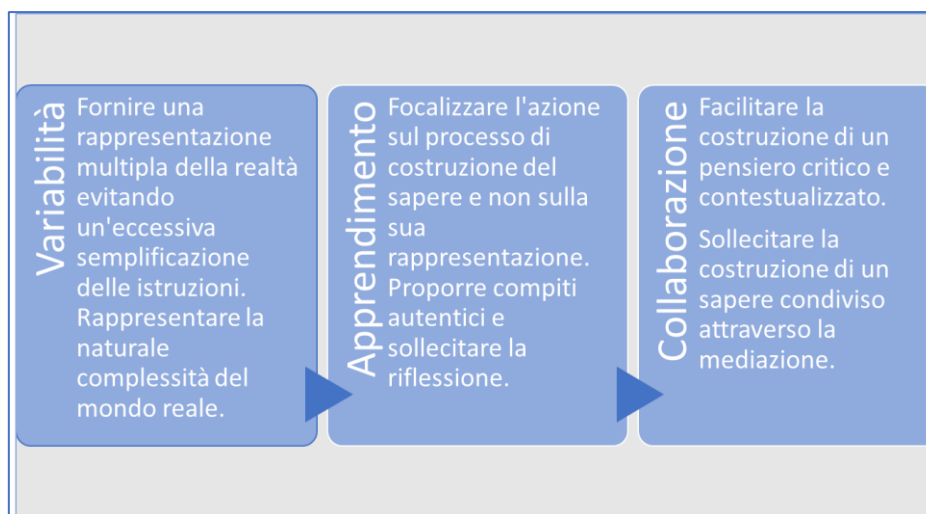 Variabilità
Fornire una
rappresentazione
multipla della realtà
evitando
un'eccessiva
semplificazione
delle istruzioni.
Rappresentare la
naturale
complessità del
mondo reale.
Apprendimento
Focalizzare l'azione
sul processo di
costruzione del
sapere e non sulla
sua
rappresentazione.
Proporre compiti
autentici e
sollecitare la
riflessione.
Collaborazione
Facilitare la
costruzione di un
pensiero critico e
contestualizzato.
Sollecitare la
costruzione di un
sapere condiviso
attraverso la
mediazione.